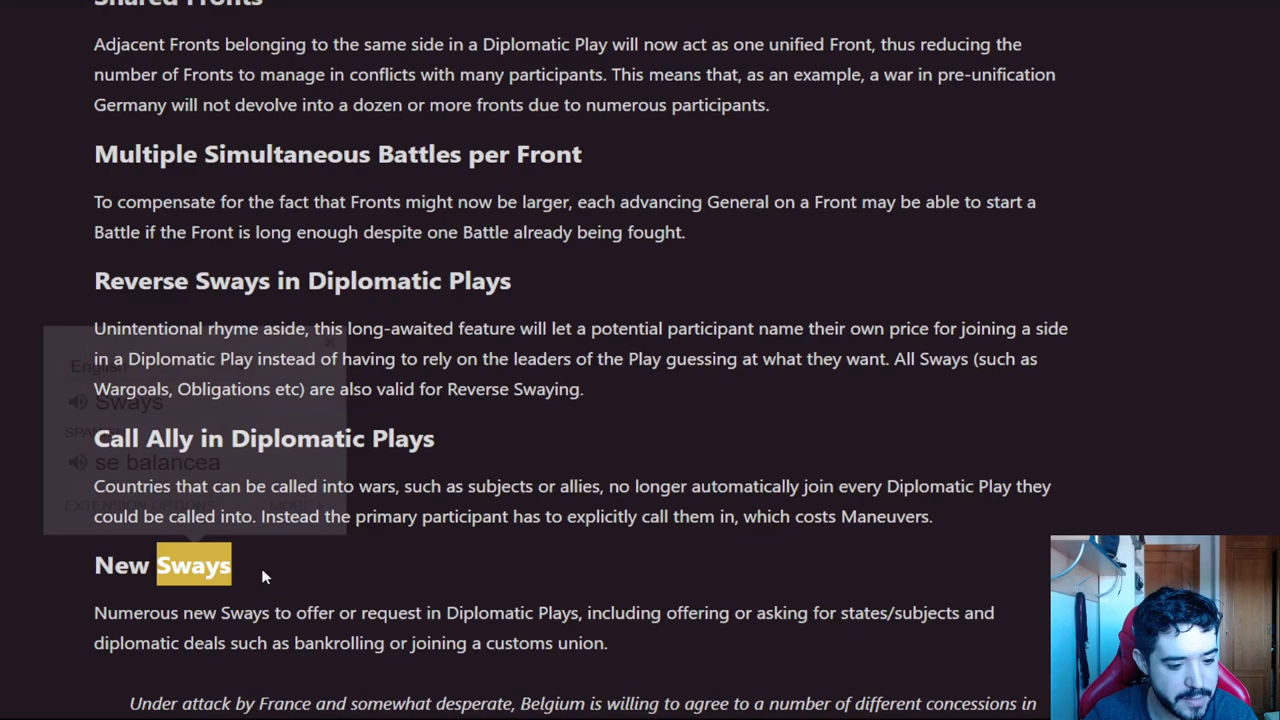 Shared Fronts
Adjacent Fronts belonging to the same side in a Diplomatic Play will now act as one unified Front, thus reducing the
number of Fronts to manage in conflicts with many participants. This means that, as an example, a war in pre-unification
Germany will not devolve into a dozen or more fronts due to numerous participants.
Multiple Simultaneous Battles per Front
To compensate for the fact that Fronts might now be larger, each advancing General on a Front may be able to start a
Battle if the Front is long enough despite one Battle already being fought.
Reverse Sways in Diplomatic Plays
Unintentional rhyme aside, this long-awaited feature will let a potential participant name their own price for joining a side
in a Diplomatic Play instead of having to rely on the leaders of the Play guessing at what they want. All Sways (such as
English
Wargoals, Obligations etc) are also valid for Reverse Swaying.
Sways
SPANISH
Call Ally in Diplomatic Plays
se balancea
Countries that can be called into wars, such as subjects or allies, no longer automatically join every Diplomatic Play they
EXTENSION OPTIONS
MORE
could be called into. Instead the primary participant has to explicitly call them in, which costs Maneuvers.
New Sways
Numerous new Sways to offer or request in Diplomatic Plays, including offering or asking for states/subjects and
diplomatic deals such as bankrolling or joining a customs union.
Under attack by France and somewhat desperate, Belgium is willing to agree to a number of different concessions in